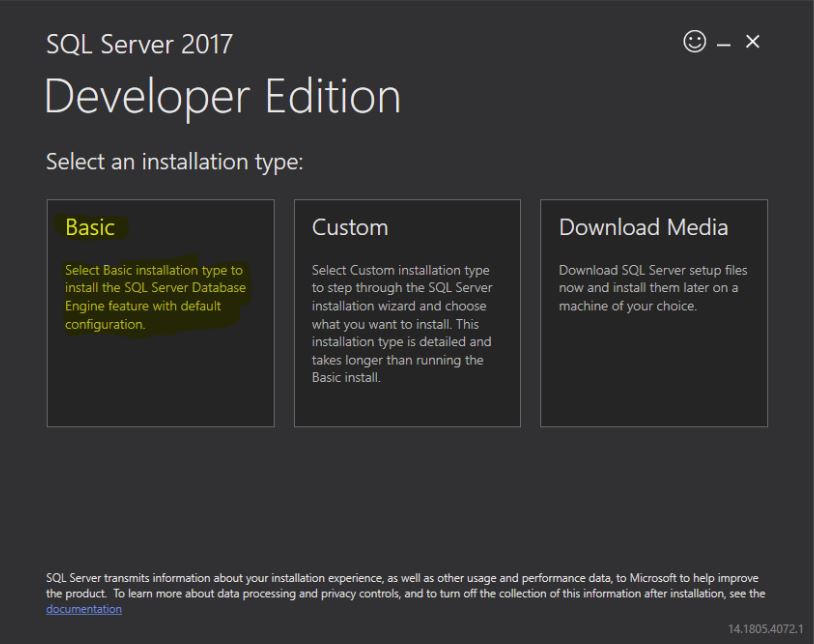 SQL Server 2017
Developer Edition
Select an installation type:
Basic
Select Basic installation type to
install the SQL Server Database
Engine feature with default
configuration.
Custom
Select Custom installation type
to step through the SQL Server
installation wizard and choose
what you want to install. This
installation type is detailed and
takes longer than running the
Basic install.
Download Media
Download SQL Server setup files
now and install them later on a
machine of your choice.
SQL Server transmits information about your installation experience, as well as other usage and performance data, to Microsoft to help improve
the product.  To learn more about data processing and privacy controls, and to turn off the collection of this information after installation, see the
documentation
14.1805.4072.1